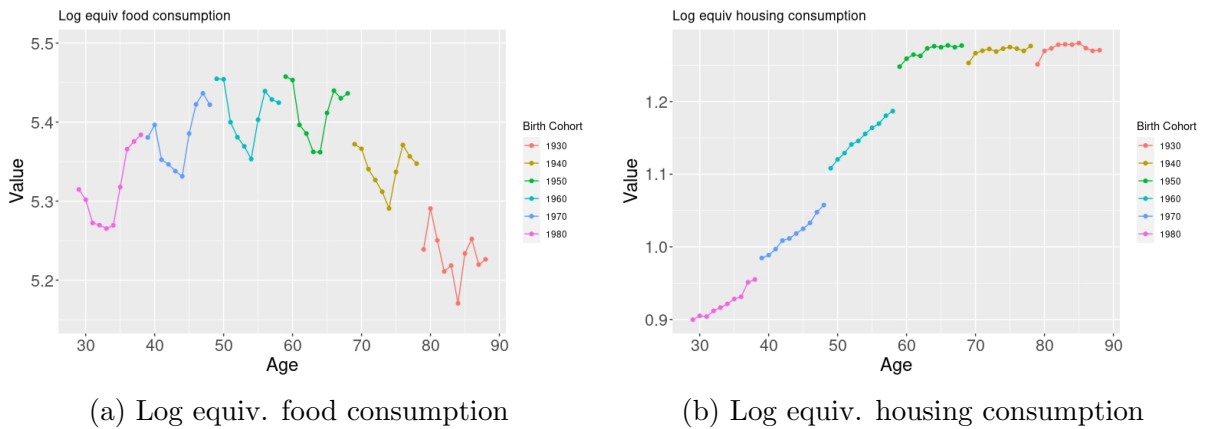 Log equiv food consumption
Value
5.5
5.4
5.3
5.2
30 40 50 60 70 80 90
Age
Birth Cohort
1930
1940
1950
1960
1970
1980
(a) Log equiv. food consumption
Log equiv housing consumption
Value
1.2
1.1
1.0
0.9
30 40 50 60 70 80 90
Age
Birth Cohort
1930
1940
1950
1960
1970
1980
(b) Log equiv. housing consumption